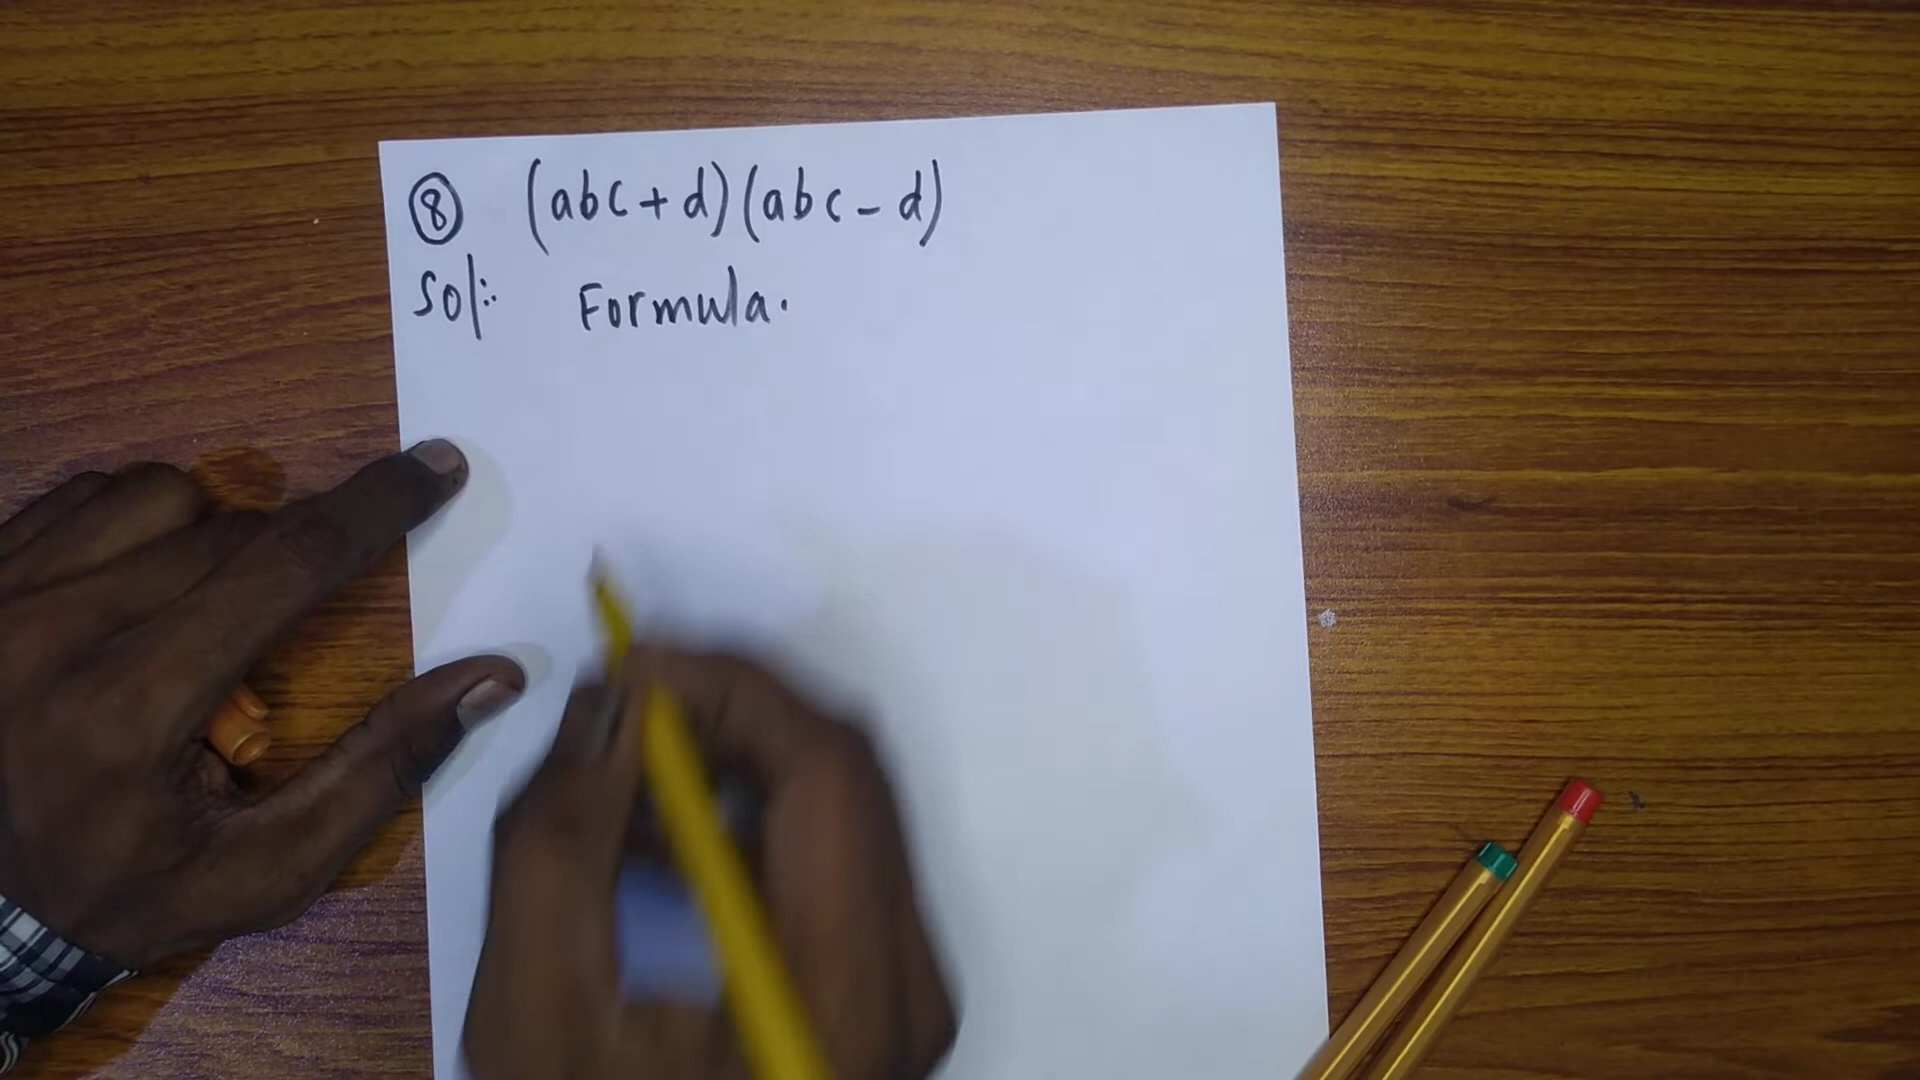 ⑧ (abc+d)(abc-d)
Sol:. Formula.